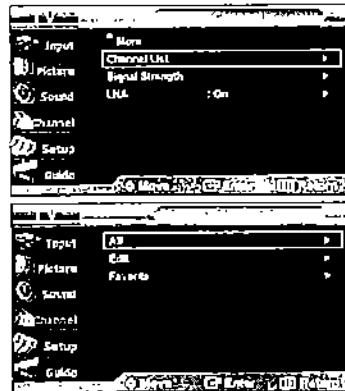 Input
▲ More
Picture
Channel List
Signal Strength
Sound
LNA : On
Channel
Setup
Guide
Move Enter Return
Input
All
Picture
Edit
Favorite
Sound
Channel
Setup
Guide
Move Enter Return